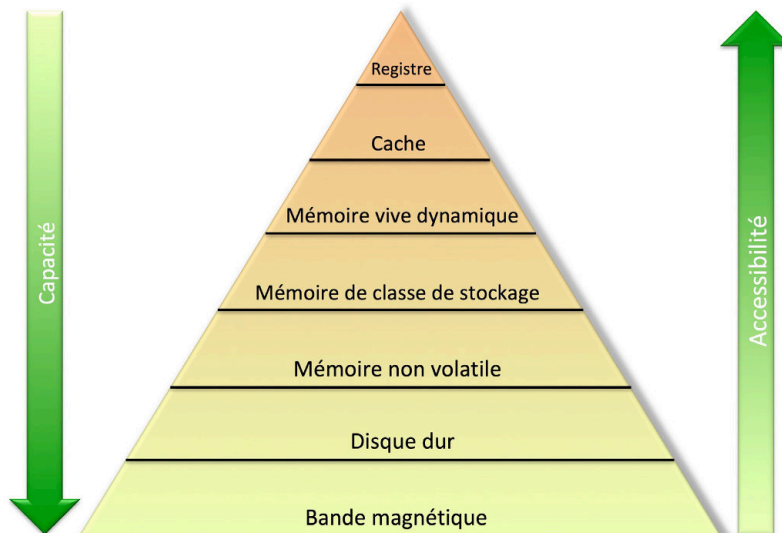 Registre
Cache
Mémoire vive dynamique
Mémoire de classe de stockage
Mémoire non volatile
Disque dur
Bande magnétique
Capacité
Accessibilité